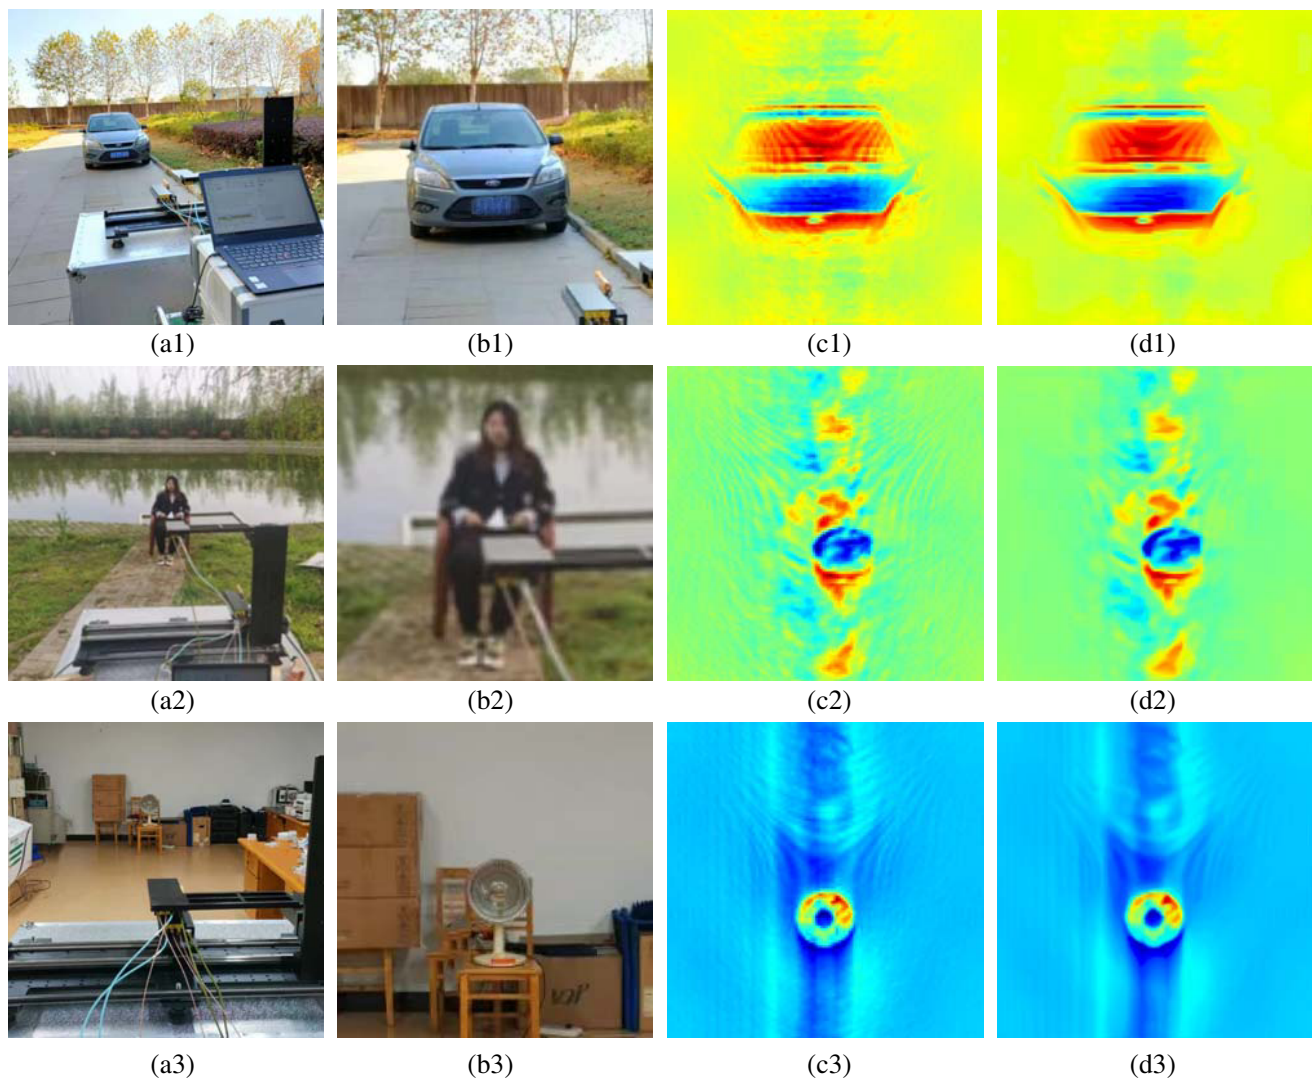 (a1) (b1) (c1) (d1)
(a2) (b2) (c2) (d2)
(a3) (b3) (c3) (d3)